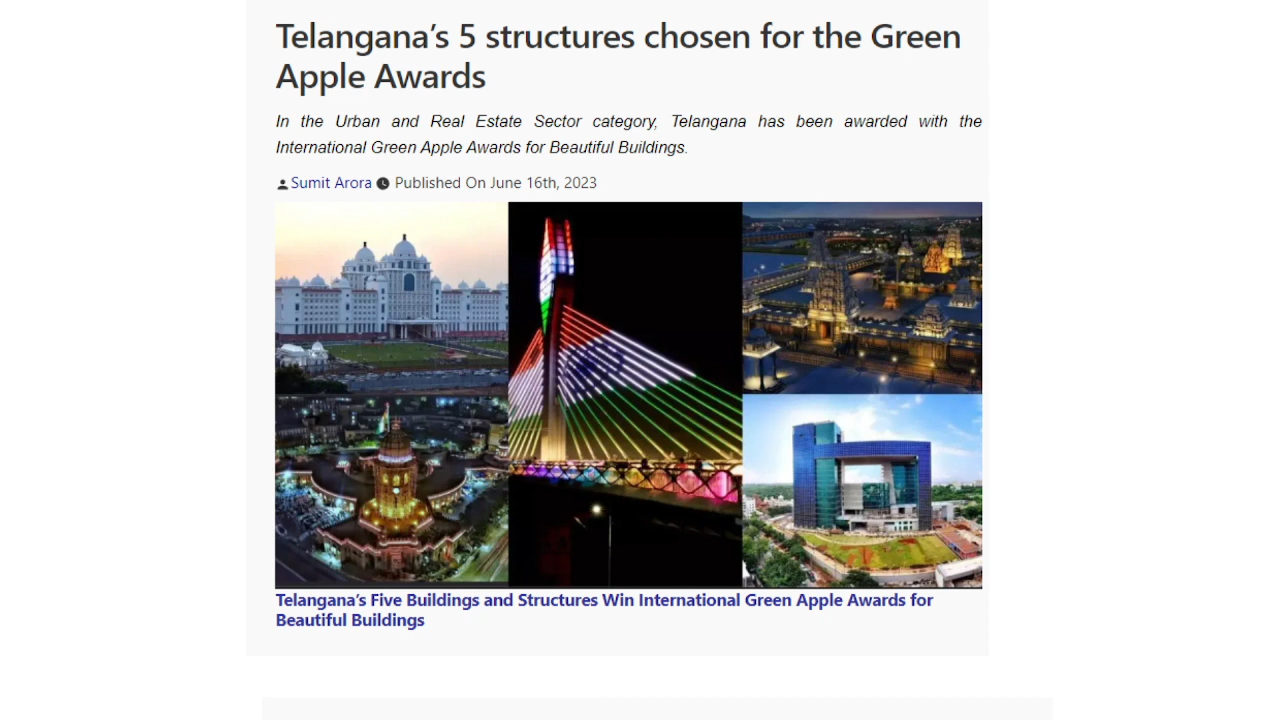 Telangana’s 5 structures chosen for the Green
Apple Awards
In the Urban and Real Estate Sector category, Telangana has been awarded with the
International Green Apple Awards for Beautiful Buildings.
Sumit Arora Published On June 16th, 2023
Telangana’s Five Buildings and Structures Win International Green Apple Awards for
Beautiful Buildings